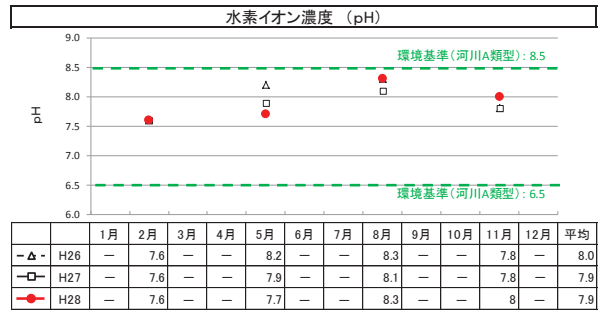 水素イオン濃度 （pH）
9.0
環境基準（河川A類型）：8.5
8.5
8.0
pH
7.5
7.0
6.5
環境基準（河川A類型）：6.5
6.0
1月 2月 3月 4月 5月 6月 7月 8月 9月 10月 11月 12月 平均
H26 — 7.6 — — 8.2 — — 8.3 — — 7.8 — 8.0
H27 — 7.6 — — 7.9 — — 8.1 — — 7.8 — 7.9
H28 — 7.6 — — 7.7 — — 8.3 — — 8 — 7.9